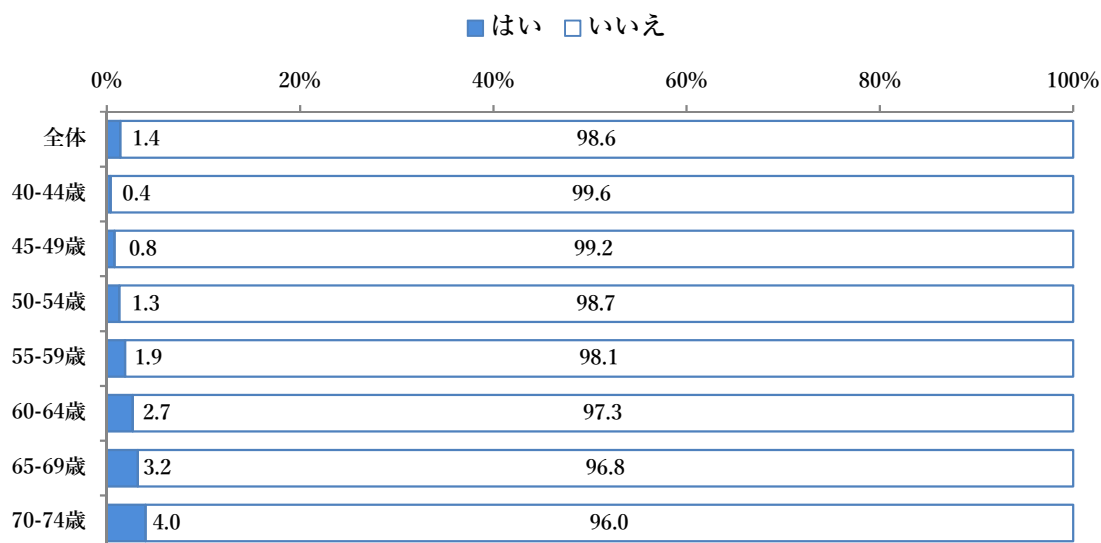 はい いいえ
0% 20% 40% 60% 80% 100%
全体 1.4 98.6
40-44歳 0.4 99.6
45-49歳 0.8 99.2
50-54歳 1.3 98.7
55-59歳 1.9 98.1
60-64歳 2.7 97.3
65-69歳 3.2 96.8
70-74歳 4.0 96.0